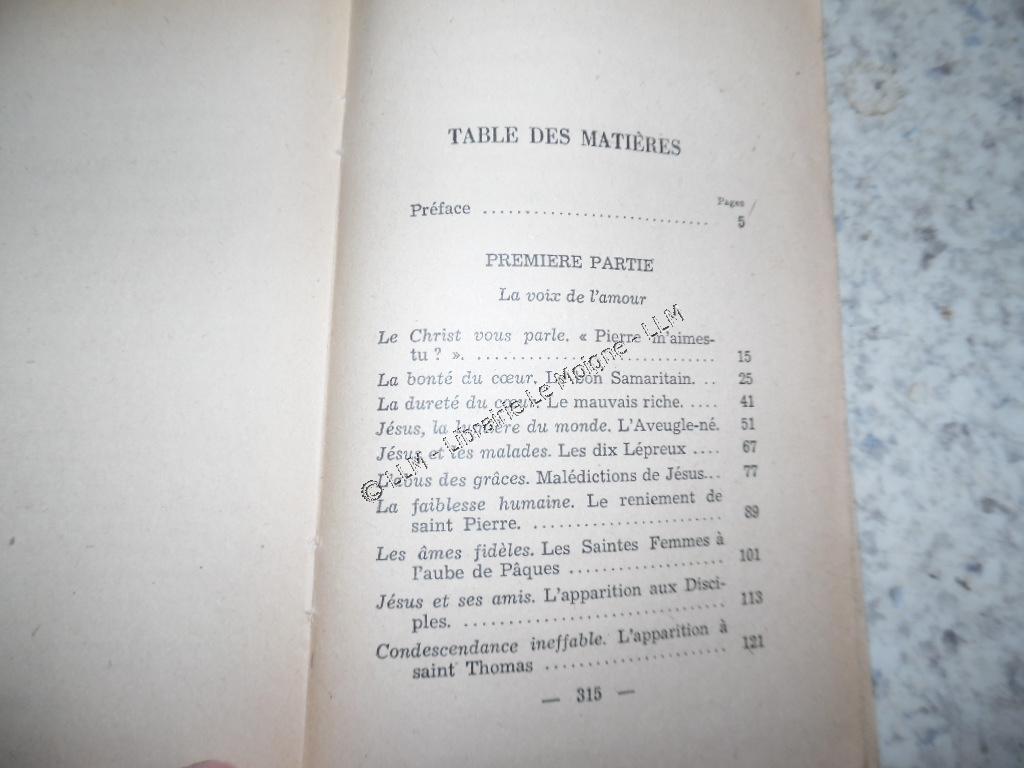 TABLE DES MATIÈRES
Pages
Préface ............................. 5
PREMIERE PARTIE
La voix de l'amour
Le Christ vous parle. « Pierre m'aimes-
tu ? ». ............................. 15
La bonté du cœur. Le bon Samaritain. .. 25
La dureté du cœur. Le mauvais riche. .... 41
Jésus, la lumière du monde. L'Aveugle-né. 51
Jésus et les malades. Les dix Lépreux .... 67
L'abus des grâces. Malédictions de Jésus... 77
La faiblesse humaine. Le reniement de
saint Pierre. ........................ 89
Les âmes fidèles. Les Saintes Femmes à
l'aube de Pâques .................... 101
Jésus et ses amis. L'apparition aux Disci-
ples. ................................ 113
Condescendance ineffable. L'apparition à
saint Thomas ........................ 121
— 315 —
© LLM - Librairie Le Moigne LLM